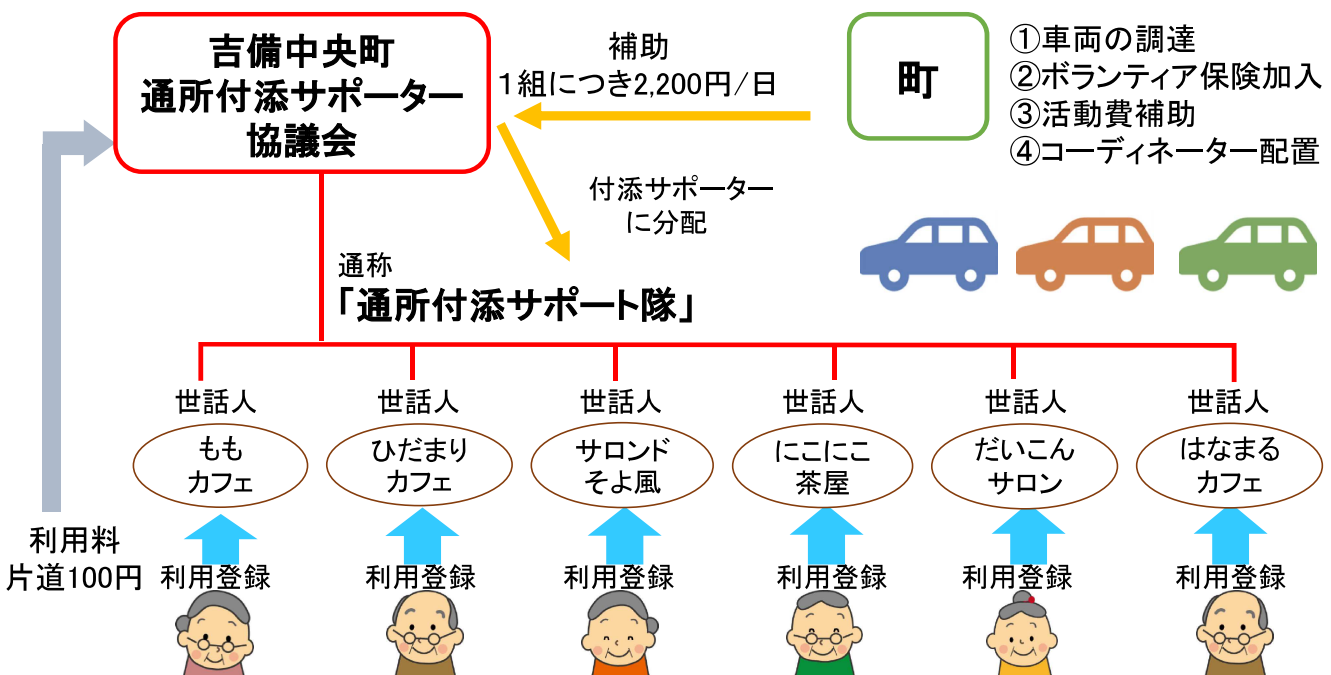 吉備中央町
通所付添サポーター
協議会
補助
1組につき2,200円/日
町
①車両の調達
②ボランティア保険加入
③活動費補助
④コーディネーター配置
付添サポーター
に分配
通称
「通所付添サポート隊」
世話人
世話人
世話人
世話人
世話人
世話人
もも
カフェ
ひだまり
カフェ
サロンド
そよ風
にこにこ
茶屋
だいこん
サロン
はなまる
カフェ
利用料
片道100円
利用登録
利用登録
利用登録
利用登録
利用登録
利用登録